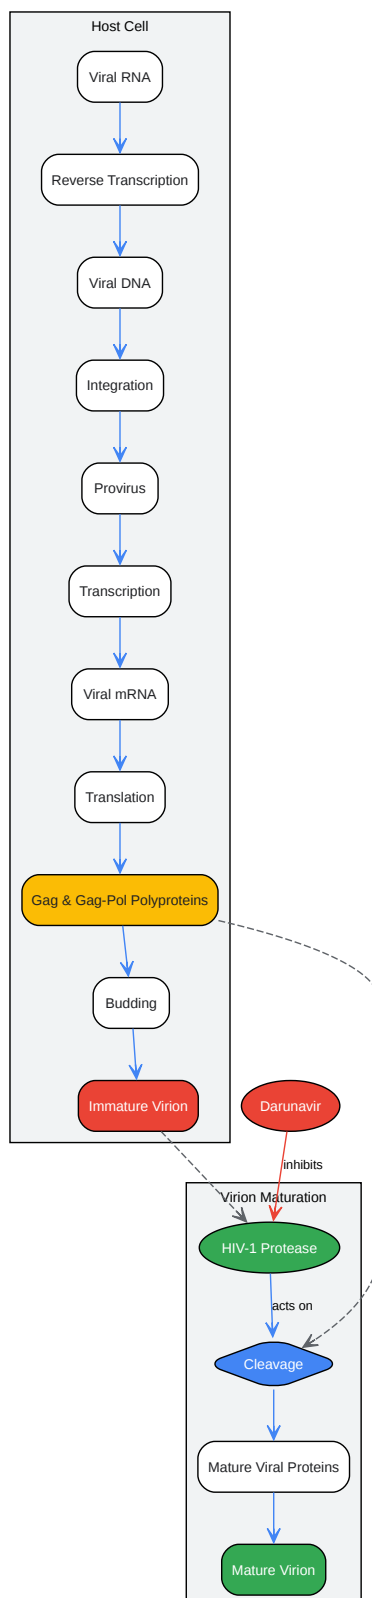 Host Cell
Viral RNA
Reverse Transcription
Viral DNA
Integration
Provirus
Transcription
Viral mRNA
Translation
Gag & Gag-Pol Polyproteins
Budding
Immature Virion
Darunavir
inhibits
Virion Maturation
HIV-1 Protease
acts on
Cleavage
Mature Viral Proteins
Mature Virion